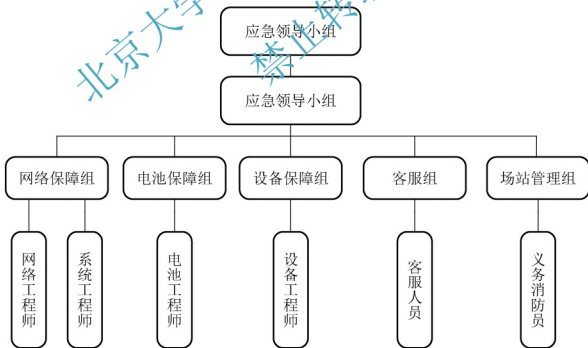 北京大学
禁止转
应急领导小组
应急领导小组
网络保障组
电池保障组
设备保障组
客服组
场站管理组
网络工程师
系统工程师
电池工程师
设备工程师
客服人员
义务消防员